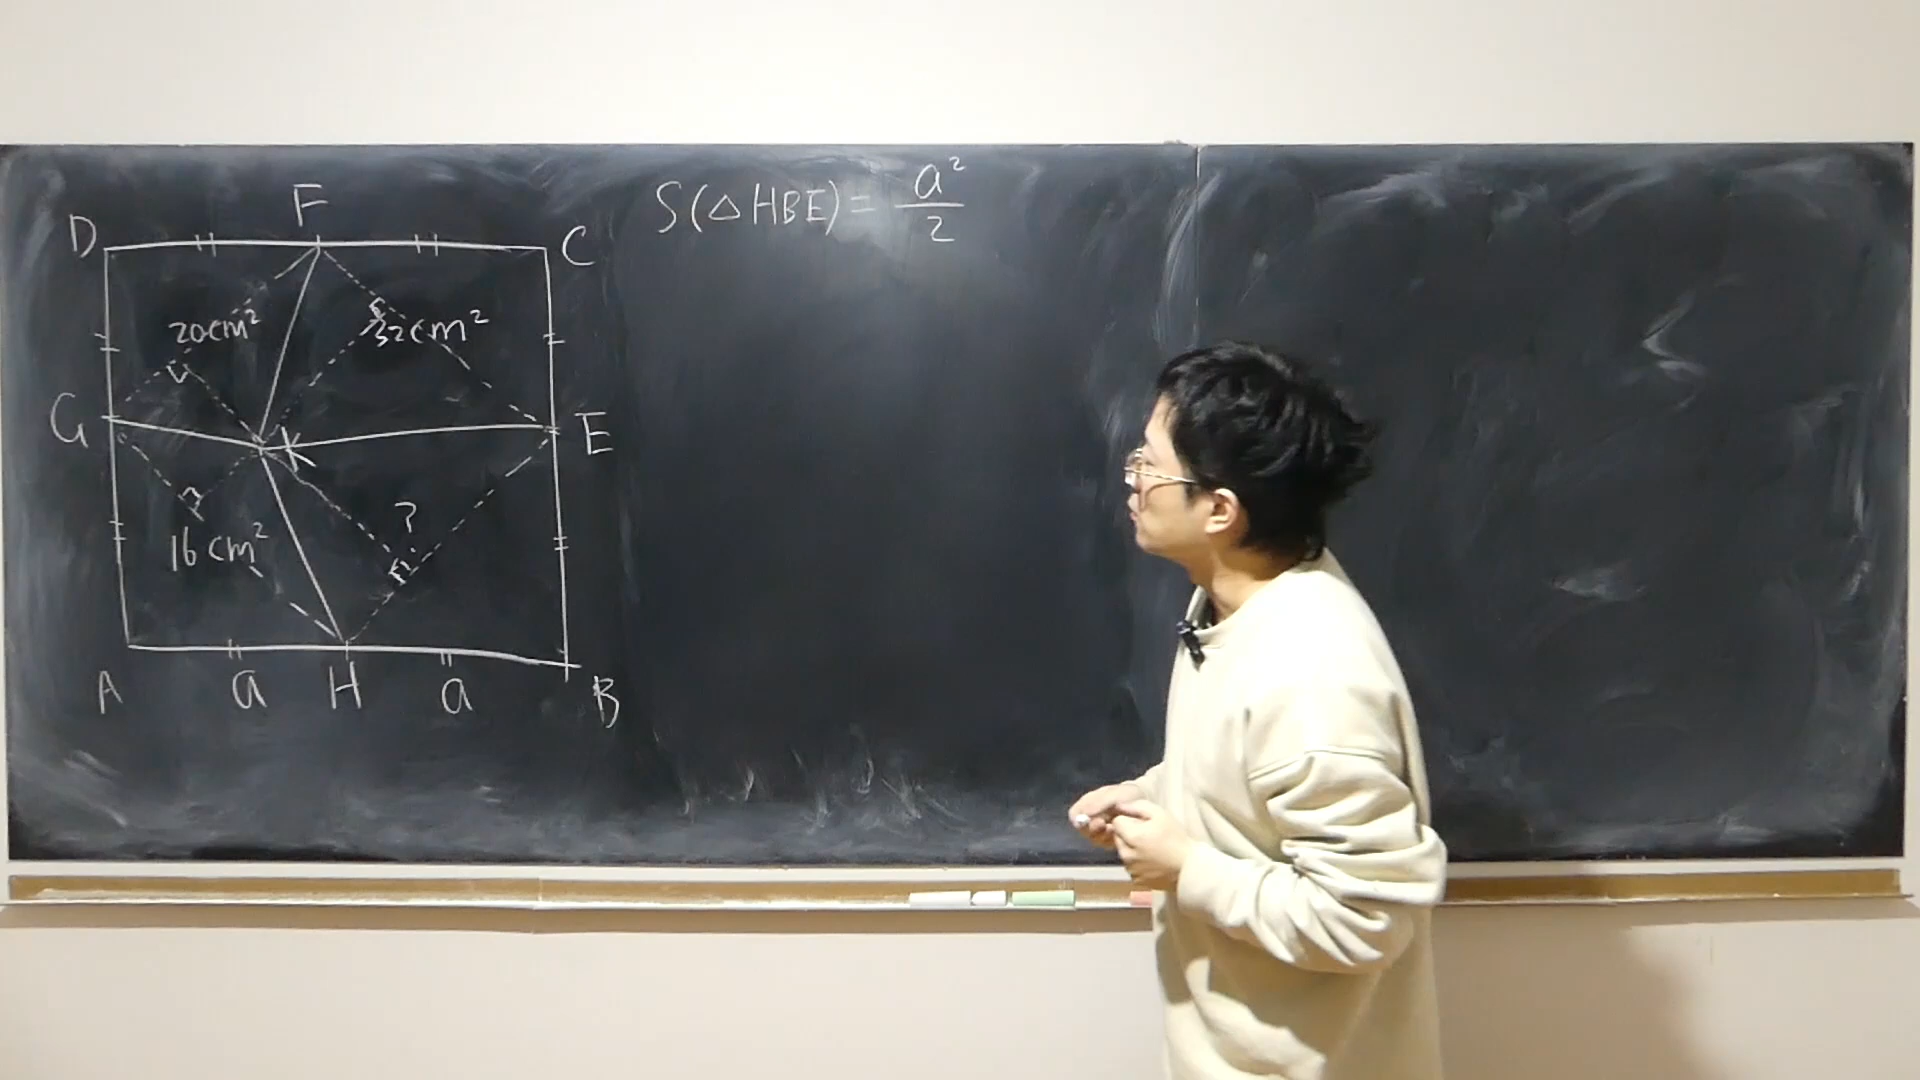 S(△HBE) = a²/2
D F C
20cm² 32cm²
G K E
16cm² ?
A a H a B